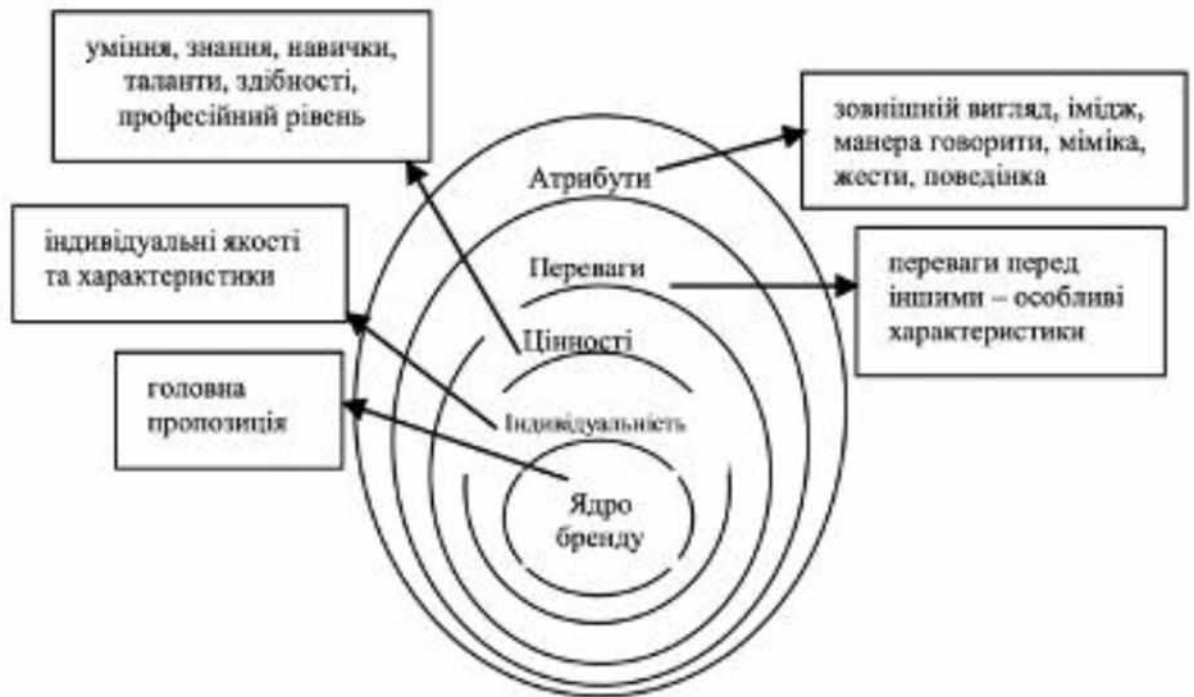 уміння, знання, навички,
таланти, здібності,
професійний рівень
зовнішній вигляд, імідж,
манера говорити, міміка,
жести, поведінка
Атрибути
індивідуальні якості
та характеристики
Переваги
переваги перед
іншими – особливі
характеристики
Цінності
головна
пропозиція
Індивідуальність
Ядро
бренду